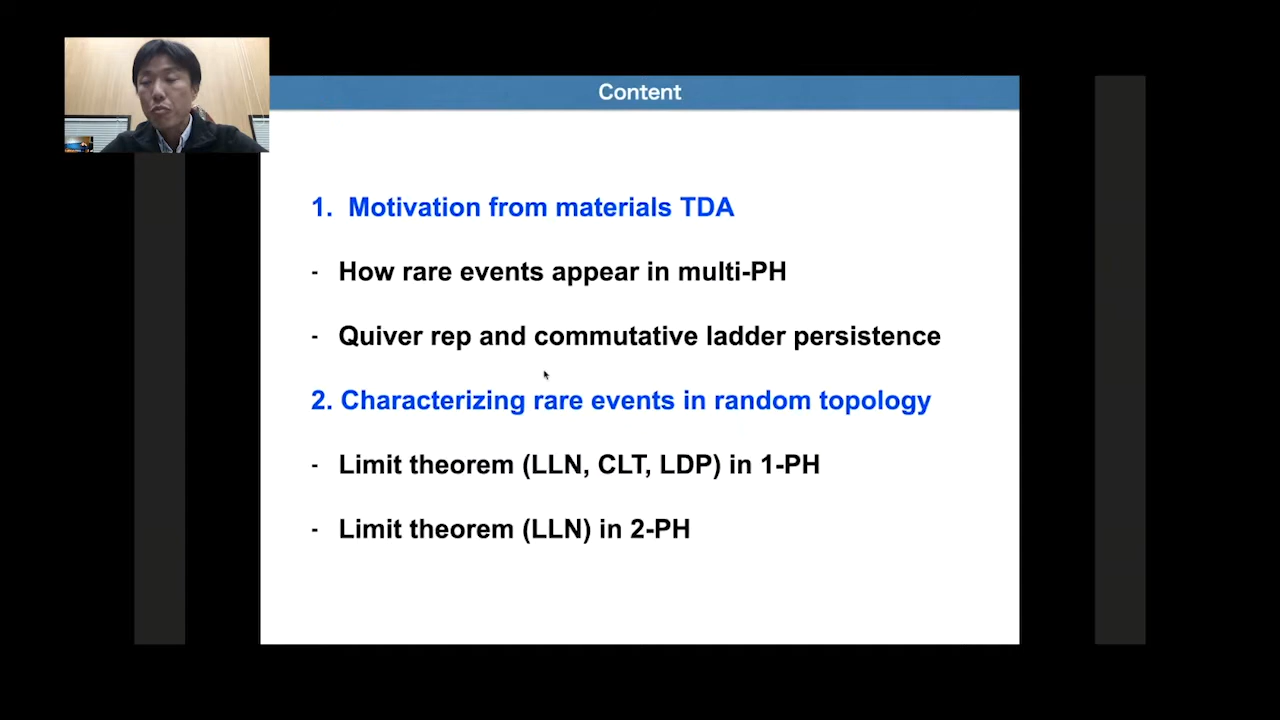 Content
1. Motivation from materials TDA
- How rare events appear in multi-PH
- Quiver rep and commutative ladder persistence
2. Characterizing rare events in random topology
- Limit theorem (LLN, CLT, LDP) in 1-PH
- Limit theorem (LLN) in 2-PH